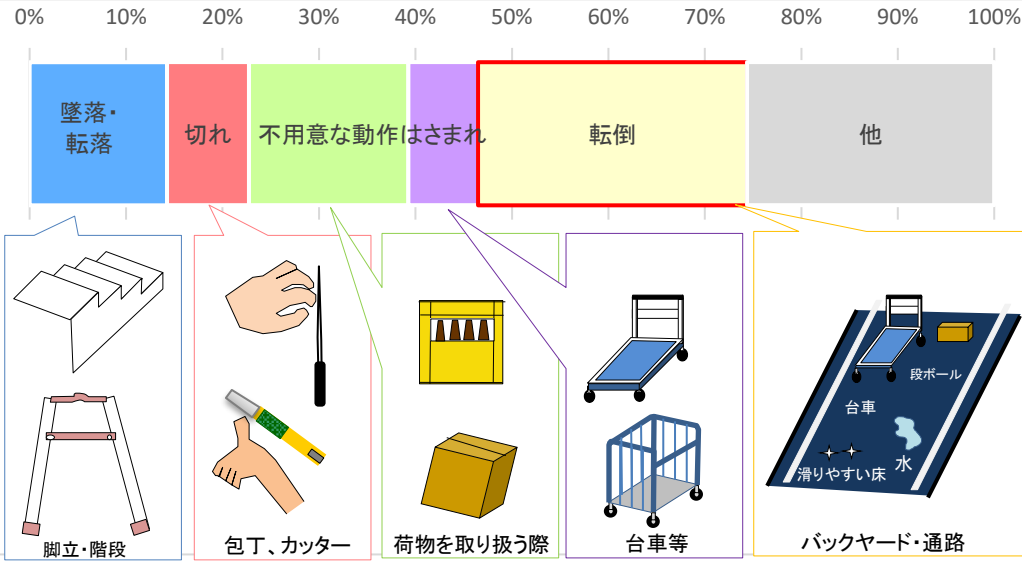 0% 10% 20% 30% 40% 50% 60% 70% 80% 90% 100%
墜落・
転落
切れ
不用意な動作
はさまれ
転倒
他
脚立・階段
包丁、カッター
荷物を取り扱う際
台車等
段ボール
台車
水
滑りやすい床
バックヤード・通路